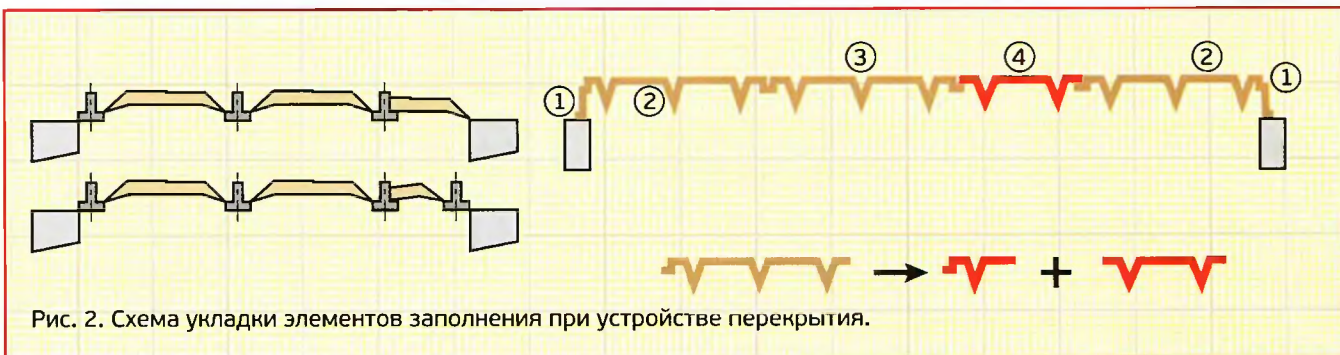 ③ ④ ②
① ② ①
Рис. 2. Схема укладки элементов заполнения при устройстве перекрытия.